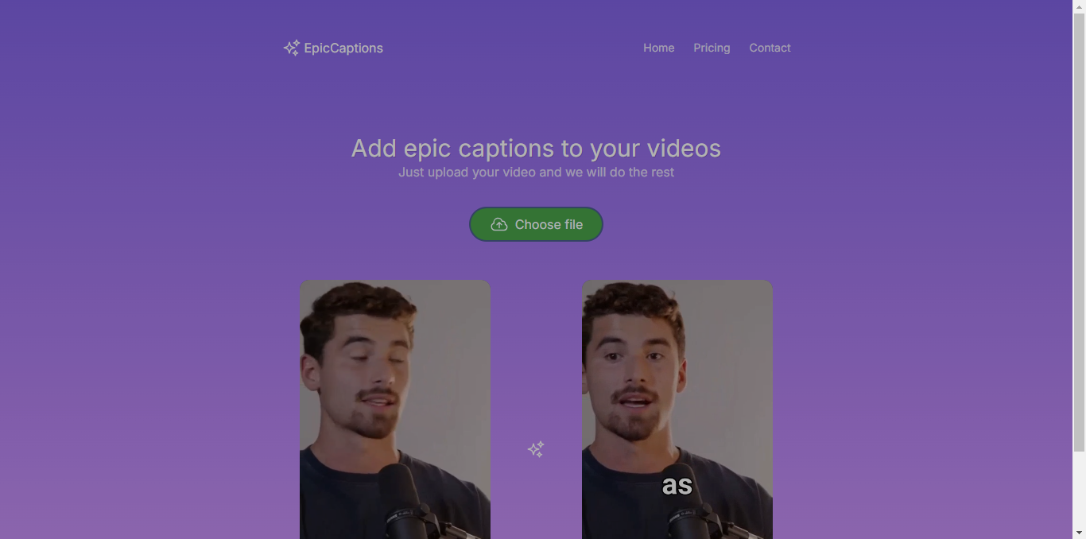 EpicCaptions
Home Pricing Contact
Add epic captions to your videos
Just upload your video and we will do the rest
Choose file
as